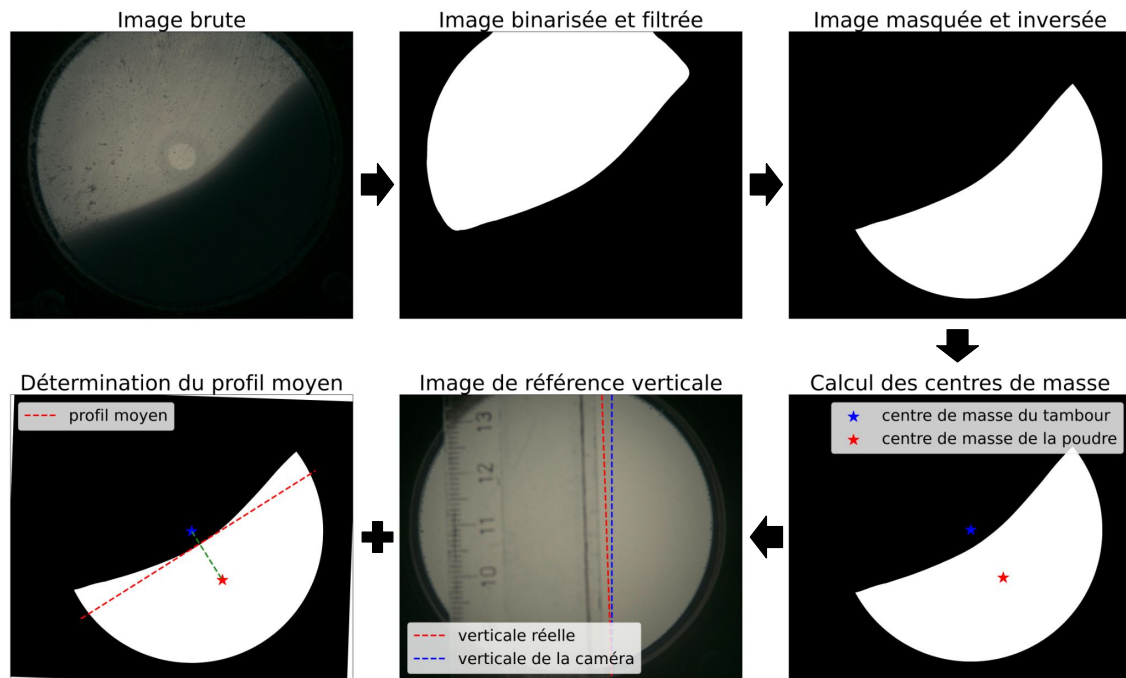 Image brute
Image binarisée et filtrée
Image masquée et inversée
Détermination du profil moyen
Image de référence verticale
Calcul des centres de masse
profil moyen
13
12
11
10
verticale réelle
verticale de la caméra
centre de masse du tambour
centre de masse de la poudre